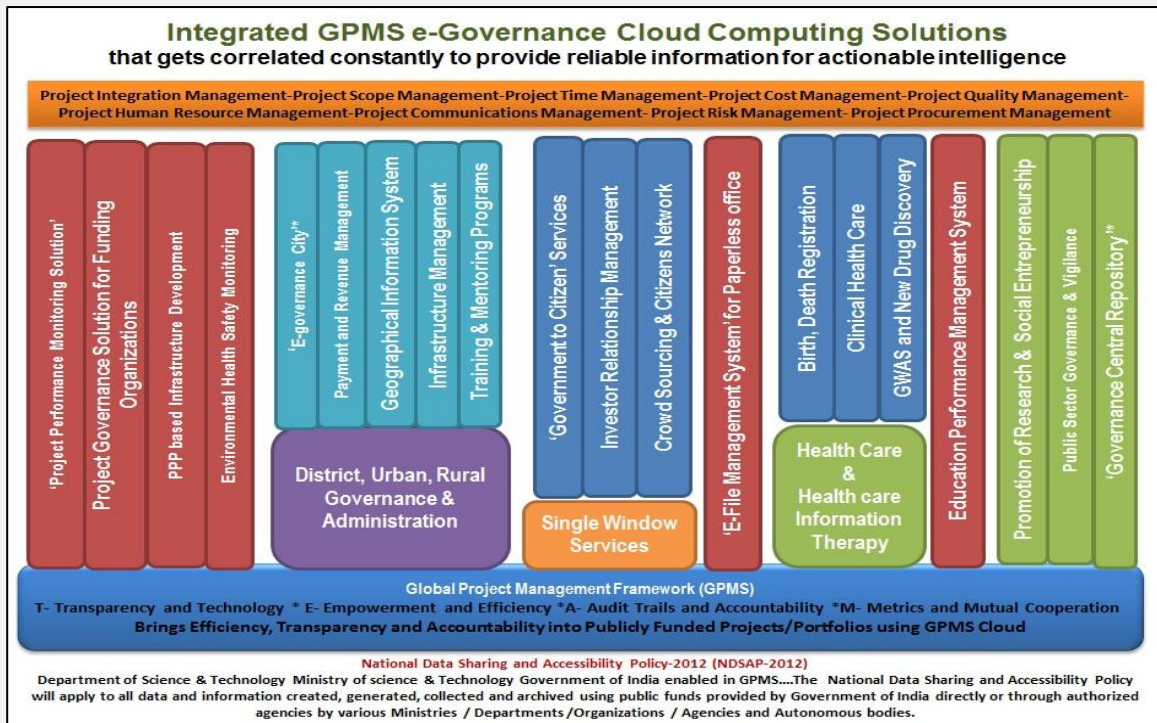 Integrated GPMS e-Governance Cloud Computing Solutions
that gets correlated constantly to provide reliable information for actionable intelligence
Project Integration Management-Project Scope Management-Project Time Management-Project Cost Management-Project Quality Management-
Project Human Resource Management-Project Communications Management- Project Risk Management- Project Procurement Management
'Project Performance Monitoring Solution'
Project Governance Solution for Funding
Organizations
PPP based Infrastructure Development
Environmental Health Safety Monitoring
'E-governance City'*
Payment and Revenue Management
Geographical Information System
Infrastructure Management
Training & Mentoring Programs
District, Urban, Rural
Governance &
Administration
'Government to Citizen' Services
Investor Relationship Management
Crowd Sourcing & Citizens Network
Single Window
Services
'E-File Management System' for Paperless office
Birth, Death Registration
Clinical Health Care
GWAS and New Drug Discovery
Health Care
&
Health care
Information
Therapy
Education Performance Management System
Promotion of Research & Social Entrepreneurship
Public Sector Governance & Vigilance
'Governance Central Repository'*
Global Project Management Framework (GPMS)
T- Transparency and Technology * E- Empowerment and Efficiency *A- Audit Trails and Accountability *M- Metrics and Mutual Cooperation
Brings Efficiency, Transparency and Accountability into Publicly Funded Projects/Portfolios using GPMS Cloud
National Data Sharing and Accessibility Policy-2012 (NDSAP-2012)
Department of Science & Technology Ministry of science & Technology Government of India enabled in GPMS....The National Data Sharing and Accessibility Policy
will apply to all data and information created, generated, collected and archived using public funds provided by Government of India directly or through authorized
agencies by various Ministries / Departments /Organizations / Agencies and Autonomous bodies.